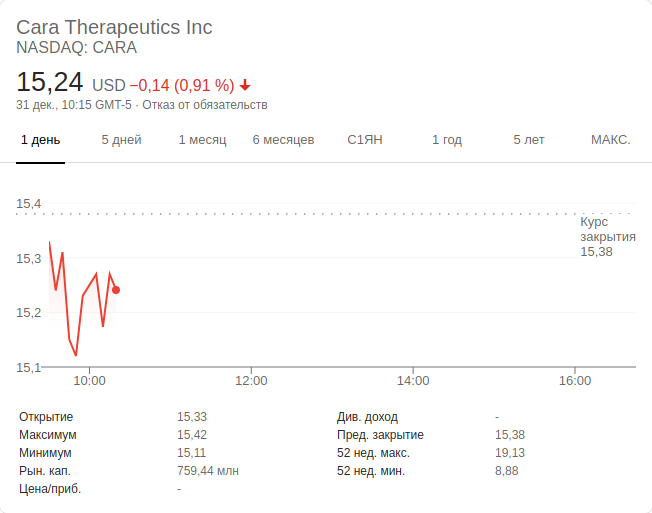 Cara Therapeutics Inc
NASDAQ: CARA
15,24 USD −0,14 (0,91 %)
31 дек., 10:15 GMT-5 · Отказ от обязательств
1 день 5 дней 1 месяц 6 месяцев С1ЯН 1 год 5 лет МАКС.
15,4
Курс
закрытия
15,38
15,3
15,2
15,1
10:00 12:00 14:00 16:00
Открытие 15,33 Див. доход -
Максимум 15,42 Пред. закрытие 15,38
Минимум 15,11 52 нед. макс. 19,13
Рын. кап. 759,44 млн 52 нед. мин. 8,88
Цена/приб. -